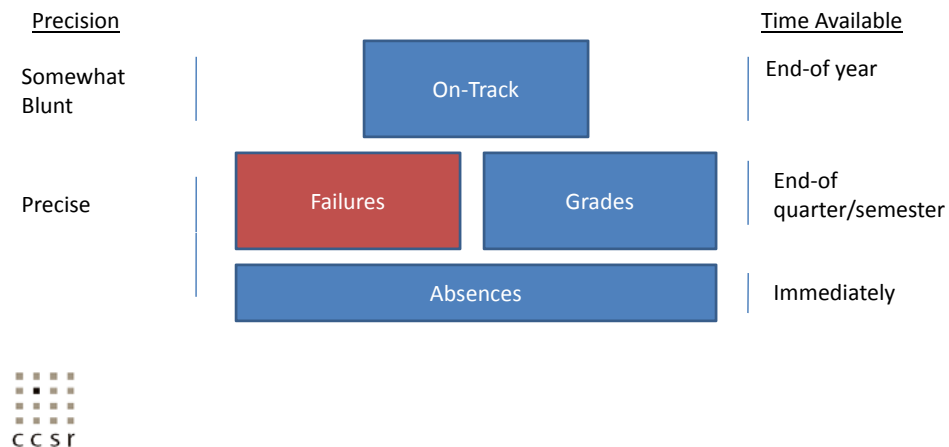 Precision
Time Available
Somewhat
Blunt
On-Track
End-of year
Precise
Failures
Grades
End-of
quarter/semester
Absences
Immediately
ccsr